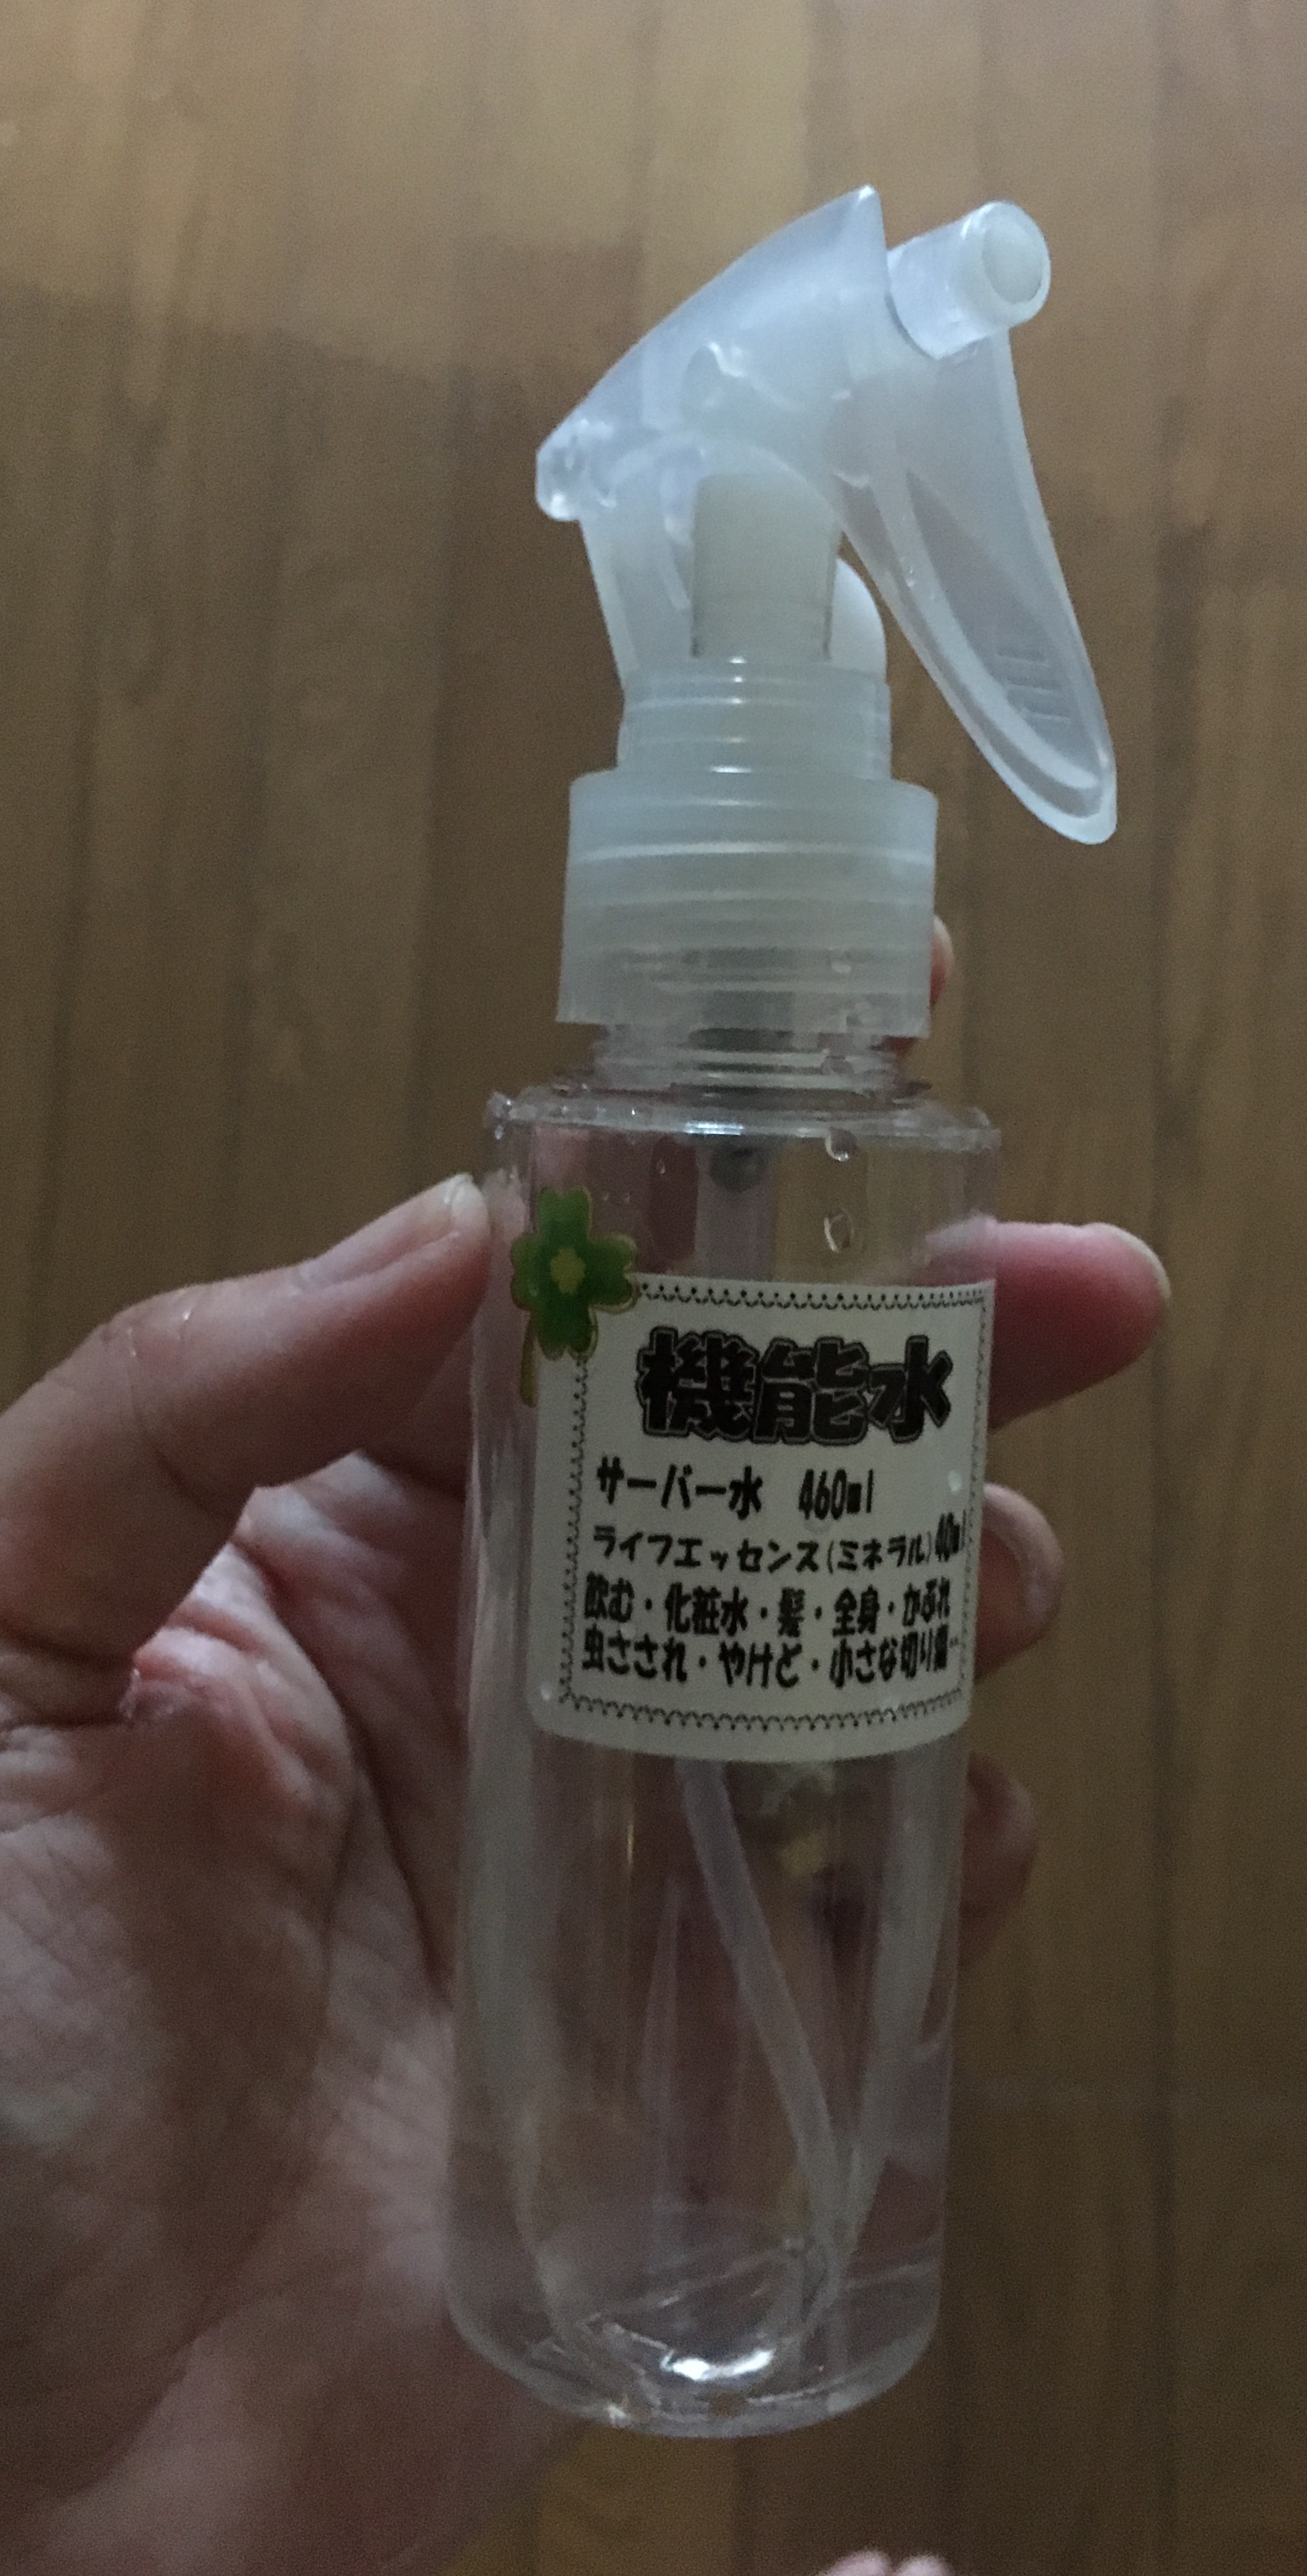 機能水
サーバー水 460ml
ライフエッセンス(ミネラル)40ml
飲む・化粧水・髪・全身・かぶれ
虫さされ・やけど・小さな切り傷